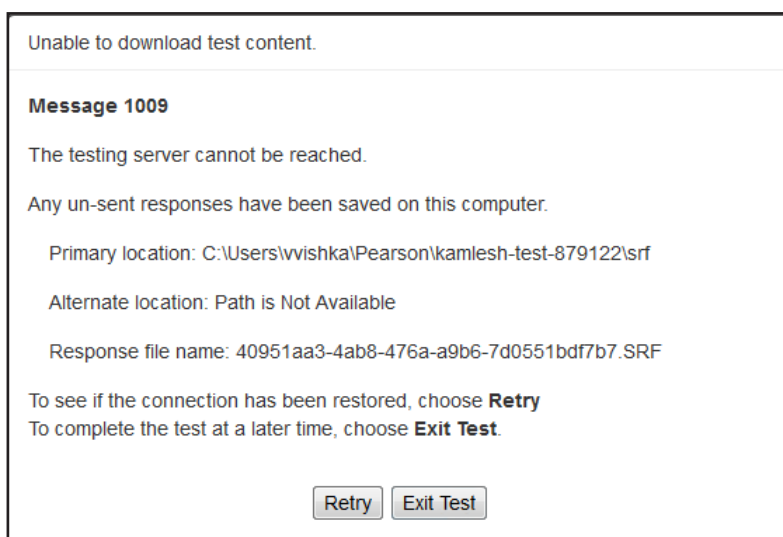 Unable to download test content.
Message 1009
The testing server cannot be reached.
Any un-sent responses have been saved on this computer.
Primary location: C:\Users\vvishka\Pearson\kamlesh-test-879122\srf
Alternate location: Path is Not Available
Response file name: 40951aa3-4ab8-476a-a9b6-7d0551bdf7b7.SRF
To see if the connection has been restored, choose Retry
To complete the test at a later time, choose Exit Test.
Retry Exit Test